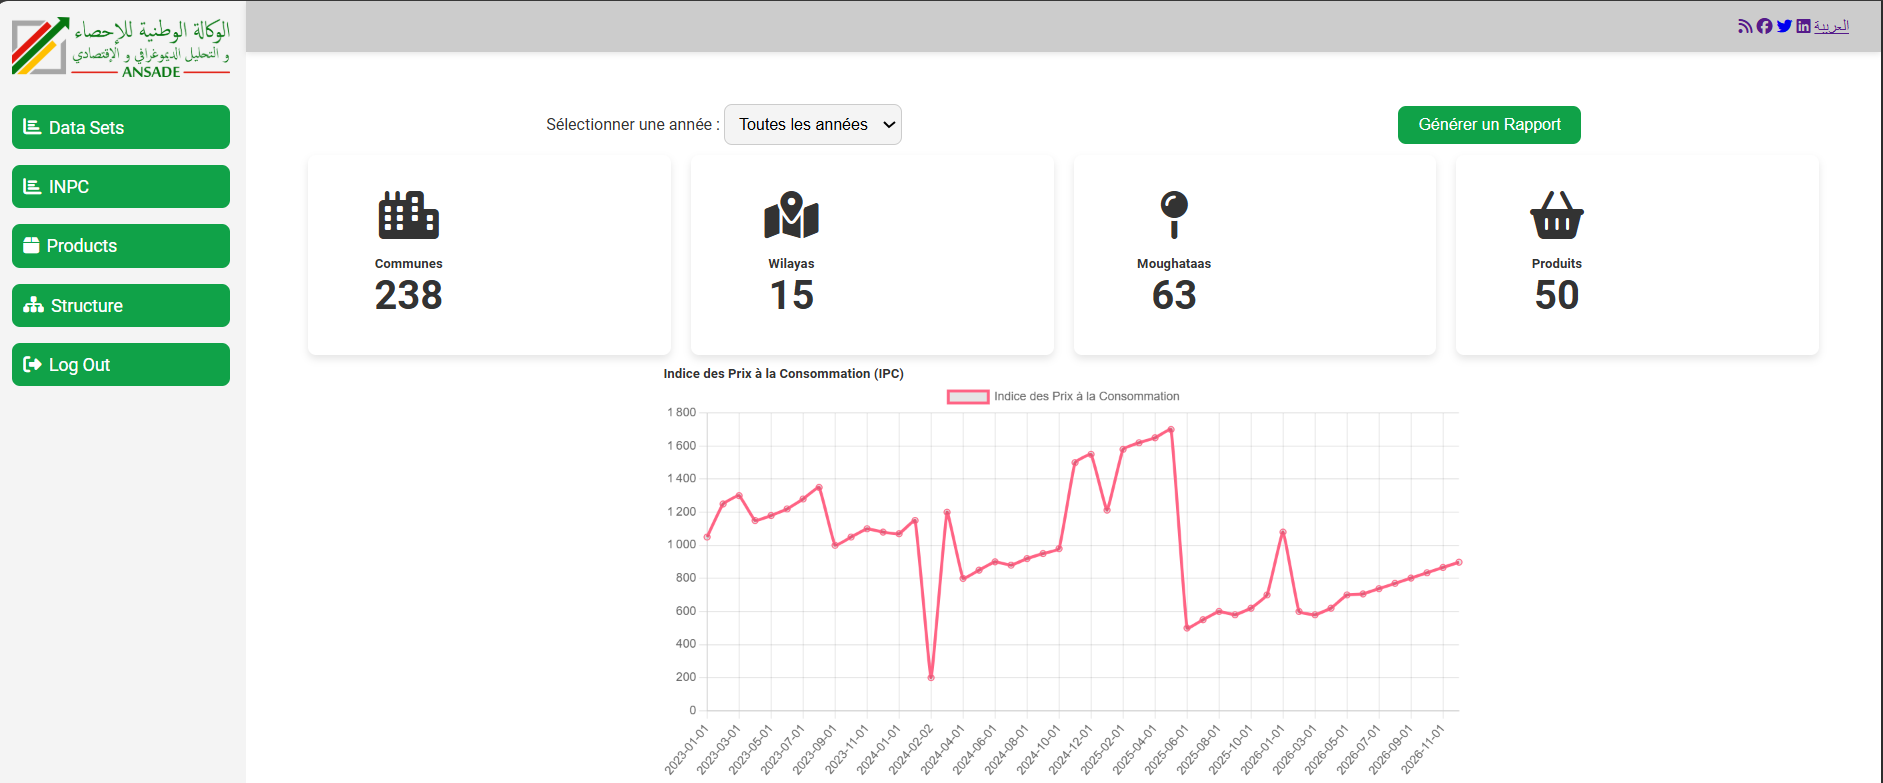 الوكالة الوطنية للإحصاء
و التحليل الديموغرافي و الإقتصادي
ANSADE
العربية
Data Sets
INPC
Products
Structure
Log Out
Sélectionner une année :
Toutes les années
Générer un Rapport
Communes
238
Wilayas
15
Moughataas
63
Produits
50
Indice des Prix à la Consommation (IPC)
Indice des Prix à la Consommation
1 800
1 600
1 400
1 200
1 000
800
600
400
200
0
2023-01-01
2023-03-01
2023-05-01
2023-07-01
2023-09-01
2023-11-01
2024-01-01
2024-02-02
2024-04-01
2024-06-01
2024-08-01
2024-10-01
2024-12-01
2025-02-01
2025-04-01
2025-06-01
2025-08-01
2025-10-01
2026-01-01
2026-03-01
2026-05-01
2026-07-01
2026-09-01
2026-11-01